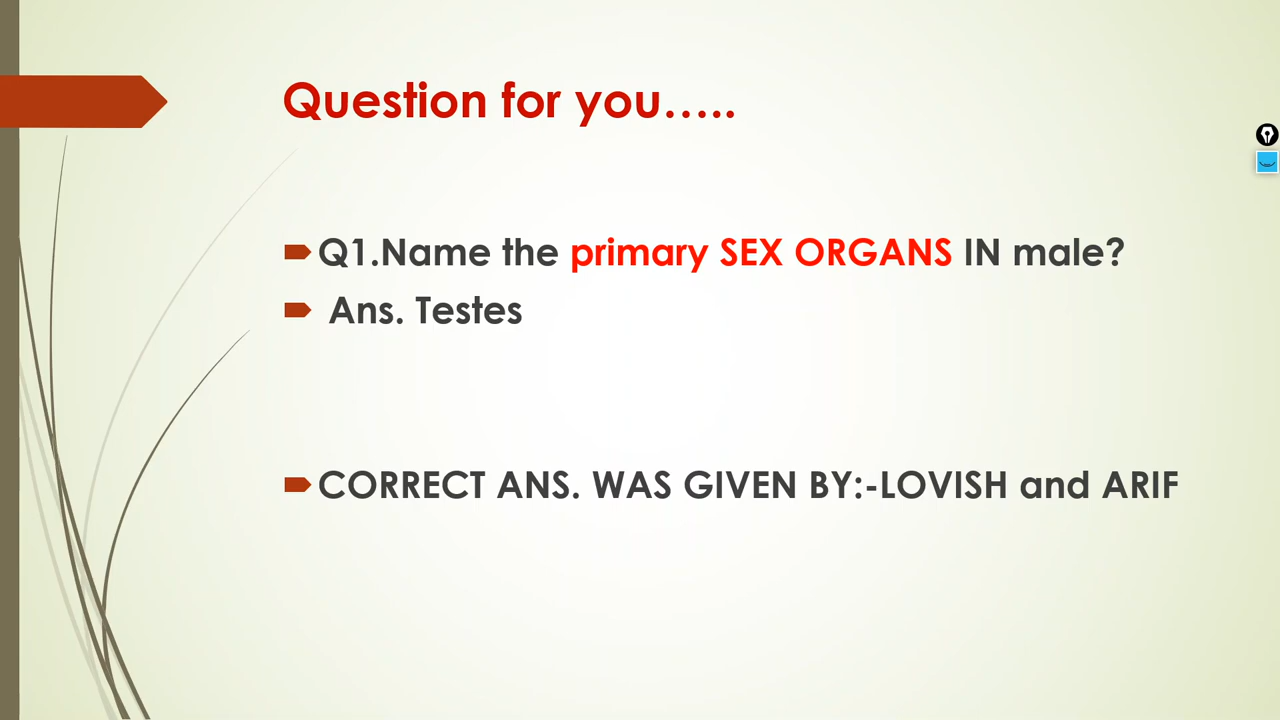 Question for you…..
Q1.Name the primary SEX ORGANS IN male?
Ans. Testes
CORRECT ANS. WAS GIVEN BY:-LOVISH and ARIF